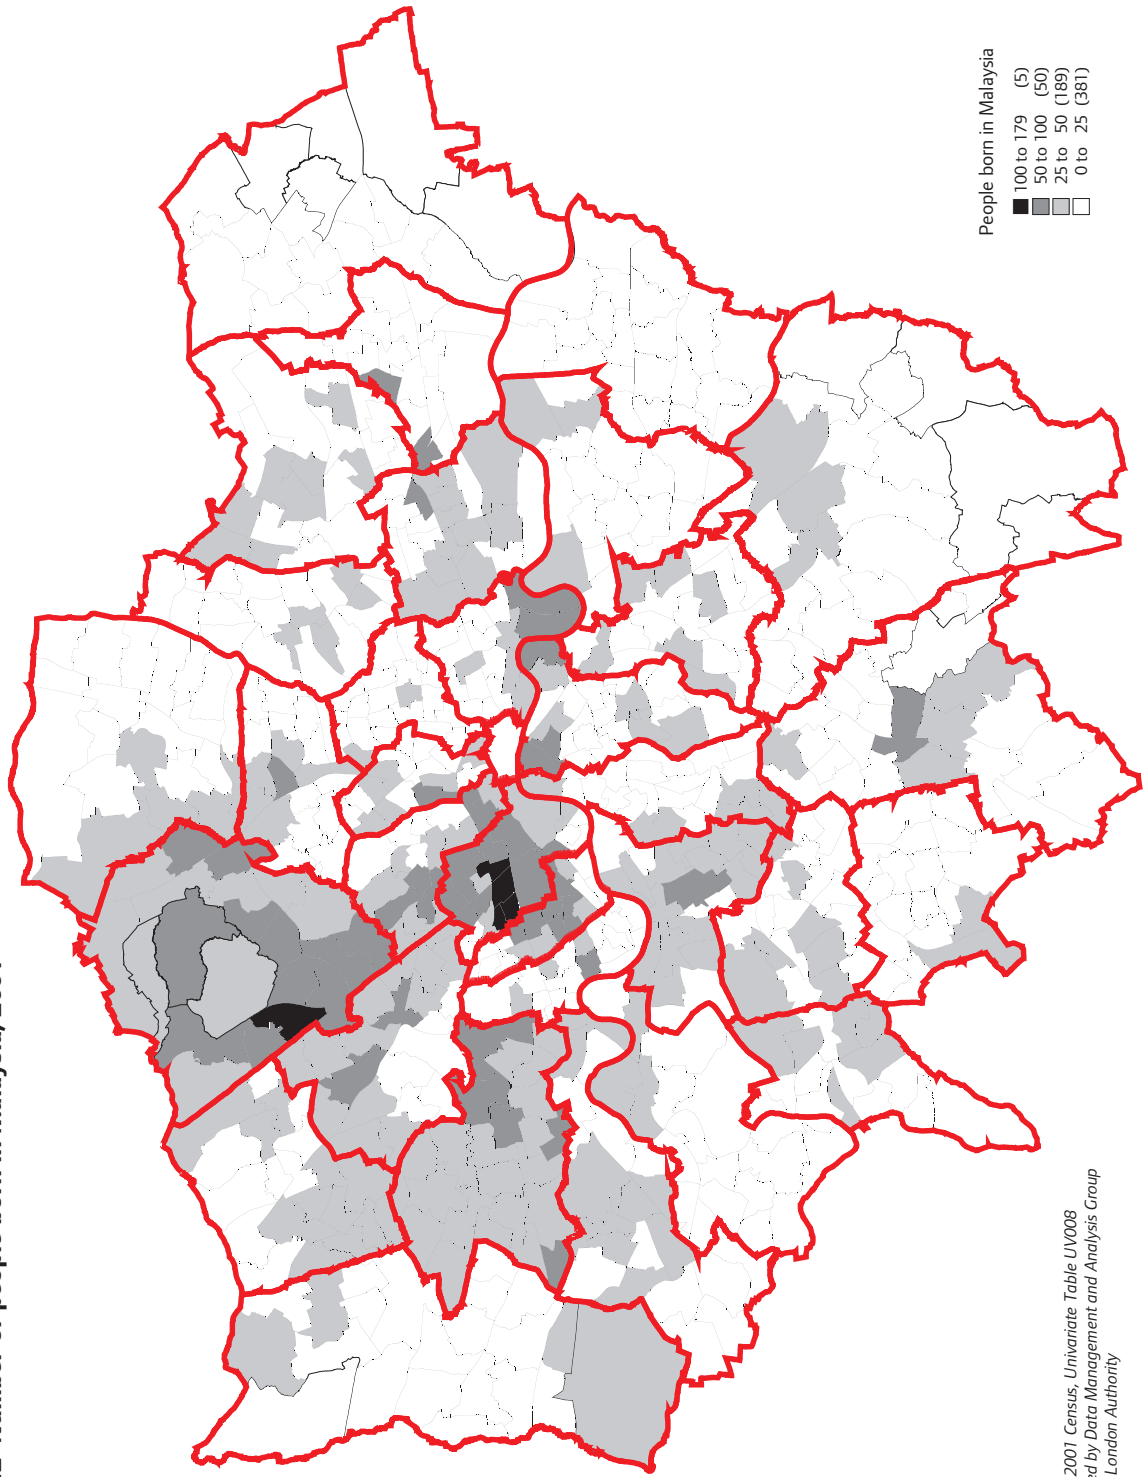 People born in Malaysia
100 to 179 (5)
50 to 100 (50)
25 to 50 (189)
0 to 25 (381)
2001 Census, Univariate Table UV008
by Data Management and Analysis Group
London Authority